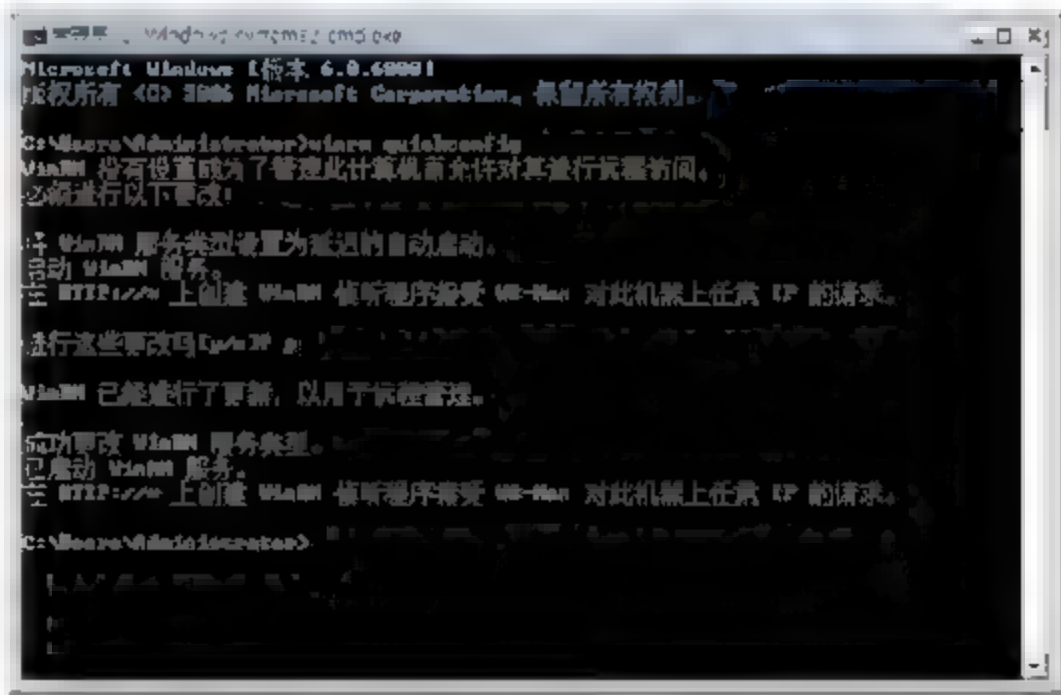 管理员: Windows\system32\cmd.exe
Microsoft Windows [版本 6.0.6000]
版权所有 (C) 2006 Microsoft Corporation。保留所有权利。
C:\Users\Administrator>winrm quickconfig
WinRM 没有设置成为了管理此计算机而允许对其进行远程访问。
必须进行以下更改:
将 WinRM 服务类型设置为延迟的自动启动。
启动 WinRM 服务。
在 HTTP://* 上创建 WinRM 侦听程序接受 WS-Man 对此机器上任意 IP 的请求。
进行这些更改吗[y/n]? y
WinRM 已经进行了更新，以用于远程管理。
成功更改 WinRM 服务类型。
已启动 WinRM 服务。
在 HTTP://* 上创建 WinRM 侦听程序接受 WS-Man 对此机器上任意 IP 的请求。
C:\Users\Administrator>